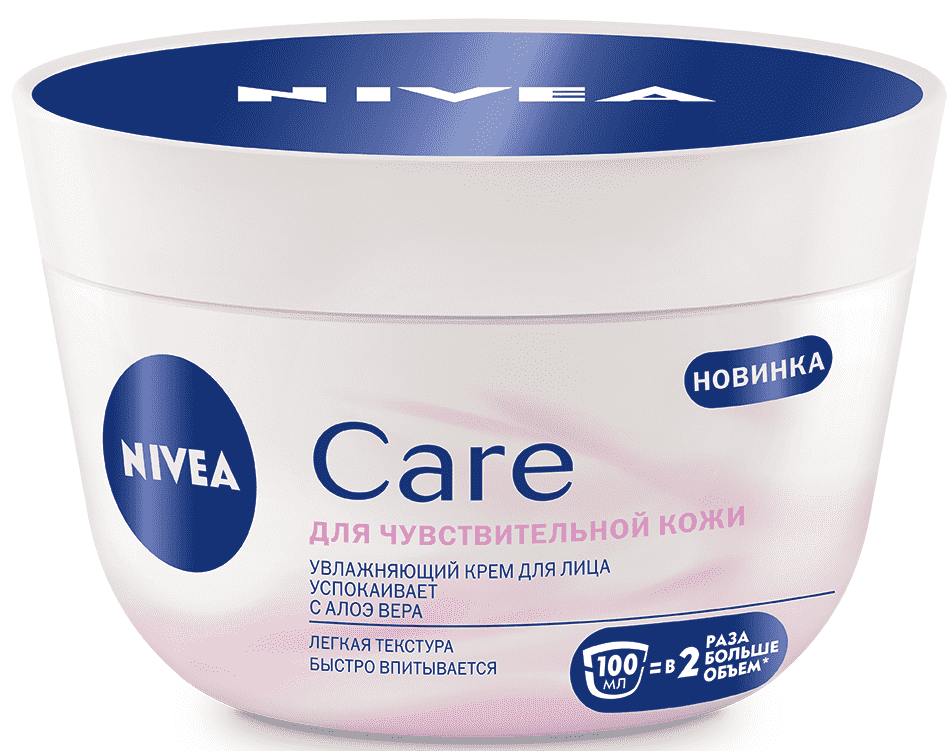 NIVEA
НОВИНКА
NIVEA
Care
ДЛЯ ЧУВСТВИТЕЛЬНОЙ КОЖИ
УВЛАЖНЯЮЩИЙ КРЕМ ДЛЯ ЛИЦА
УСПОКАИВАЕТ
С АЛОЭ ВЕРА
ЛЕГКАЯ ТЕКСТУРА
БЫСТРО ВПИТЫВАЕТСЯ
100 МЛ = в 2 РАЗА БОЛЬШЕ ОБЪЕМ*